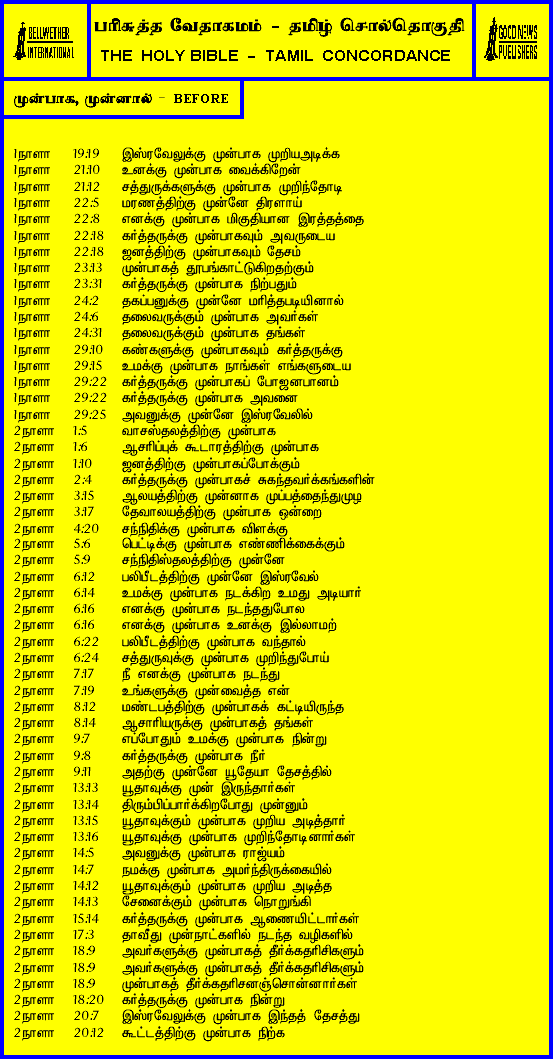 BELLWETHER
INTERNATIONAL
பரிசுத்த வேதாகமம் - தமிழ் சொல்தொகுதி
THE HOLY BIBLE - TAMIL CONCORDANCE
GOOD NEWS
PUBLISHERS
முன்பாக, முன்னால் - BEFORE
1நாளா 19:19 இஸ்ரவேலுக்கு முன்பாக முறியஅடிக்க
1நாளா 21:10 உனக்கு முன்பாக வைக்கிறேன்
1நாளா 21:12 சத்துருக்களுக்கு முன்பாக முறிந்தோடி
1நாளா 22:5 மரணத்திற்கு முன்னே திரளாய்
1நாளா 22:8 எனக்கு முன்பாக மிகுதியான இரத்தத்தை
1நாளா 22:18 கர்த்தருக்கு முன்பாகவும் அவருடைய
1நாளா 22:18 ஜனத்திற்கு முன்பாகவும் தேசம்
1நாளா 23:13 முன்பாகத் தூபங்காட்டுகிறதற்கும்
1நாளா 23:31 கர்த்தருக்கு முன்பாக நிற்பதும்
1நாளா 24:2 தகப்பனுக்கு முன்னே மரித்தபடியினால்
1நாளா 24:6 தலைவருக்கும் முன்பாக அவர்கள்
1நாளா 24:31 தலைவருக்கும் முன்பாக தங்கள்
1நாளா 29:10 கண்களுக்கு முன்பாகவும் கர்த்தருக்கு
1நாளா 29:15 உமக்கு முன்பாக நாங்கள் எங்களுடைய
1நாளா 29:22 கர்த்தருக்கு முன்பாகப் போஜனபானம்
1நாளா 29:22 கர்த்தருக்கு முன்பாக அவனை
1நாளா 29:25 அவனுக்கு முன்னே இஸ்ரவேலில்
2நாளா 1:5 வாசஸ்தலத்திற்கு முன்பாக
2நாளா 1:6 ஆசரிப்புக் கூடாரத்திற்கு முன்பாக
2நாளா 1:10 ஜனத்திற்கு முன்பாகப்போக்கும்
2நாளா 2:4 கர்த்தருக்கு முன்பாகச் சுகந்தவர்க்கங்களின்
2நாளா 3:15 ஆலயத்திற்கு முன்னாக முப்பத்தைந்துமுழ
2நாளா 3:17 தேவாலயத்திற்கு முன்பாக ஒன்றை
2நாளா 4:20 சந்நிதிக்கு முன்பாக விளக்கு
2நாளா 5:6 பெட்டிக்கு முன்பாக எண்ணிக்கைக்கும்
2நாளா 5:9 சந்நிதிஸ்தலத்திற்கு முன்னே
2நாளா 6:12 பலிபீடத்திற்கு முன்னே இஸ்ரவேல்
2நாளா 6:14 உமக்கு முன்பாக நடக்கிற உமது அடியார்
2நாளா 6:16 எனக்கு முன்பாக நடந்ததுபோல
2நாளா 6:16 எனக்கு முன்பாக உனக்கு இல்லாமற்
2நாளா 6:22 பலிபீடத்திற்கு முன்பாக வந்தால்
2நாளா 6:24 சத்துருவுக்கு முன்பாக முறிந்துபோய்
2நாளா 7:17 நீ எனக்கு முன்பாக நடந்து
2நாளா 7:19 உங்களுக்கு முன்வைத்த என்
2நாளா 8:12 மண்டபத்திற்கு முன்பாகக் கட்டியிருந்த
2நாளா 8:14 ஆசாரியருக்கு முன்பாகத் தங்கள்
2நாளா 9:7 எப்போதும் உமக்கு முன்பாக நின்று
2நாளா 9:8 கர்த்தருக்கு முன்பாக நீர்
2நாளா 9:11 அதற்கு முன்னே யூதேயா தேசத்தில்
2நாளா 13:13 யூதாவுக்கு முன் இருந்தார்கள்
2நாளா 13:14 திரும்பிப்பார்க்கிறபோது முன்னும்
2நாளா 13:15 யூதாவுக்கும் முன்பாக முறிய அடித்தார்
2நாளா 13:16 யூதாவுக்கு முன்பாக முறிந்தோடினார்கள்
2நாளா 14:5 அவனுக்கு முன்பாக ராஜ்யம்
2நாளா 14:7 நமக்கு முன்பாக அமர்ந்திருக்கையில்
2நாளா 14:12 யூதாவுக்கும் முன்பாக முறிய அடித்த
2நாளா 14:13 சேனைக்கும் முன்பாக நொறுங்கி
2நாளா 15:14 கர்த்தருக்கு முன்பாக ஆணையிட்டார்கள்
2நாளா 17:3 தாவீது முன்நாட்களில் நடந்த வழிகளில்
2நாளா 18:9 அவர்களுக்கு முன்பாகத் தீர்க்கதரிசிகளும்
2நாளா 18:9 அவர்களுக்கு முன்பாகத் தீர்க்கதரிசிகளும்
2நாளா 18:9 முன்பாகத் தீர்க்கதரிசனஞ்சொன்னார்கள்
2நாளா 18:20 கர்த்தருக்கு முன்பாக நின்று
2நாளா 20:7 இஸ்ரவேலுக்கு முன்பாக இந்தத் தேசத்து
2நாளா 20:12 கூட்டத்திற்கு முன்பாக நிற்க